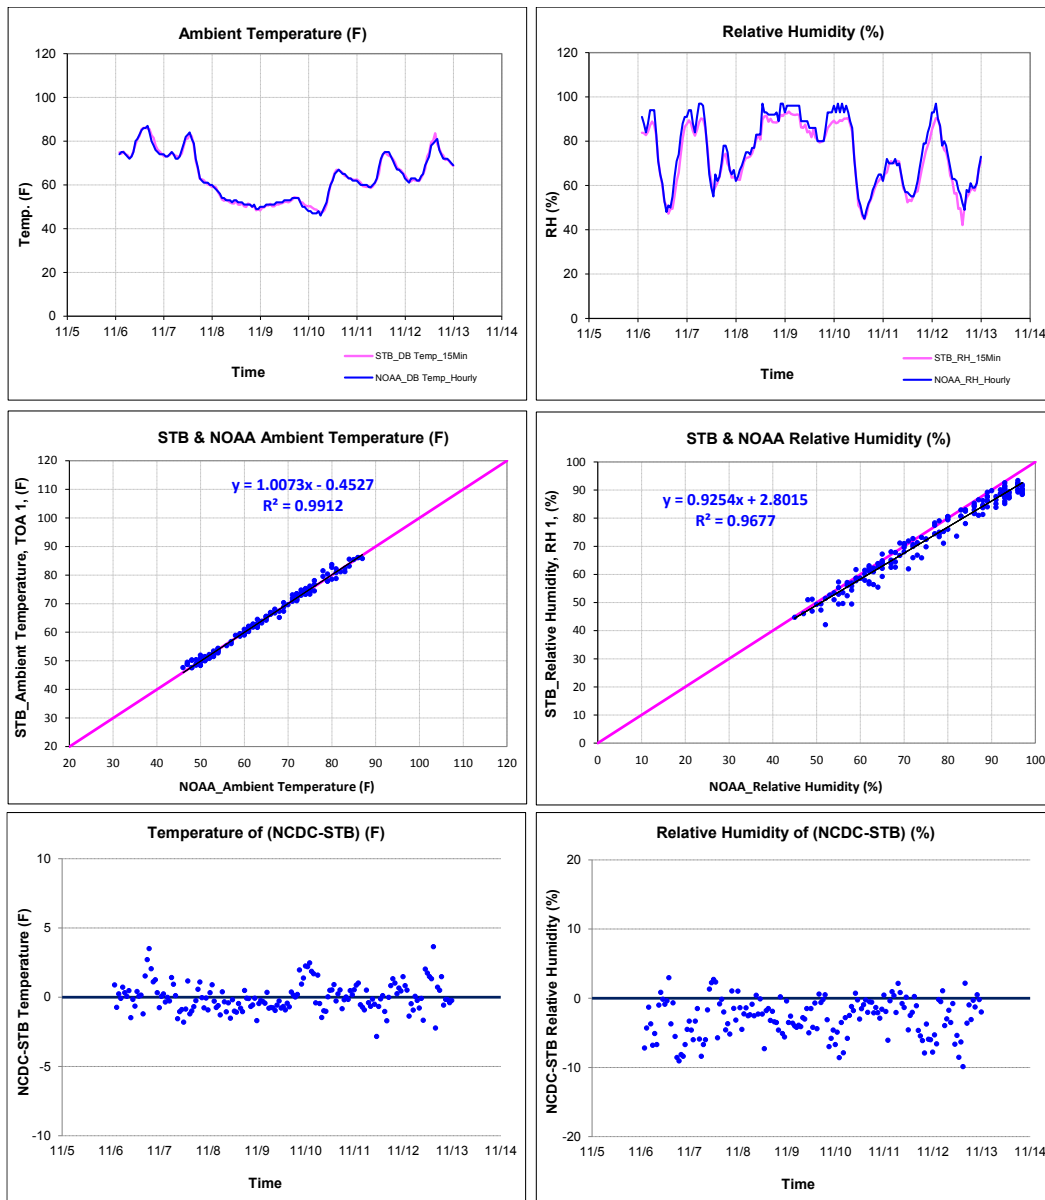 Ambient Temperature (F)
120
100
80
60
40
20
0
11/5 11/6 11/7 11/8 11/9 11/10 11/11 11/12 11/13 11/14
Temp. (F)
Time
STB_DB Temp_15Min
NOAA_DB Temp_Hourly
Relative Humidity (%)
120
100
80
60
40
20
0
11/5 11/6 11/7 11/8 11/9 11/10 11/11 11/12 11/13 11/14
RH (%)
Time
STB_RH_15Min
NOAA_RH_Hourly
STB & NOAA Ambient Temperature (F)
y = 1.0073x - 0.4527
R² = 0.9912
120
110
100
90
80
70
60
50
40
30
20
20 30 40 50 60 70 80 90 100 110 120
STB_Ambient Temperature, TOA 1, (F)
NOAA_Ambient Temperature (F)
STB & NOAA Relative Humidity (%)
y = 0.9254x + 2.8015
R² = 0.9677
100
90
80
70
60
50
40
30
20
10
0
0 10 20 30 40 50 60 70 80 90 100
STB_Relative Humidity, RH 1, (%)
NOAA_Relative Humidity (%)
Temperature of (NCDC-STB) (F)
10
5
0
-5
-10
11/5 11/6 11/7 11/8 11/9 11/10 11/11 11/12 11/13 11/14
NCDC-STB Temperature (F)
Time
Relative Humidity of (NCDC-STB) (%)
20
10
0
-10
-20
11/5 11/6 11/7 11/8 11/9 11/10 11/11 11/12 11/13 11/14
NCDC-STB Relative Humidity (%)
Time